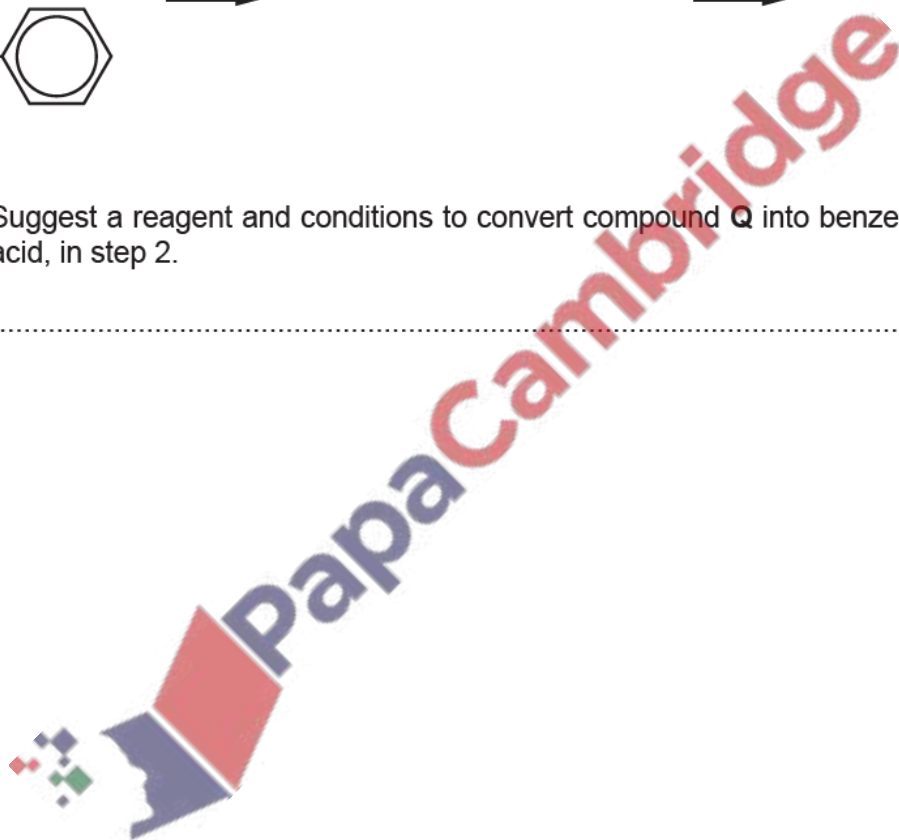 Suggest a reagent and conditions to convert compound Q into benze
acid, in step 2.
PapaCambridge